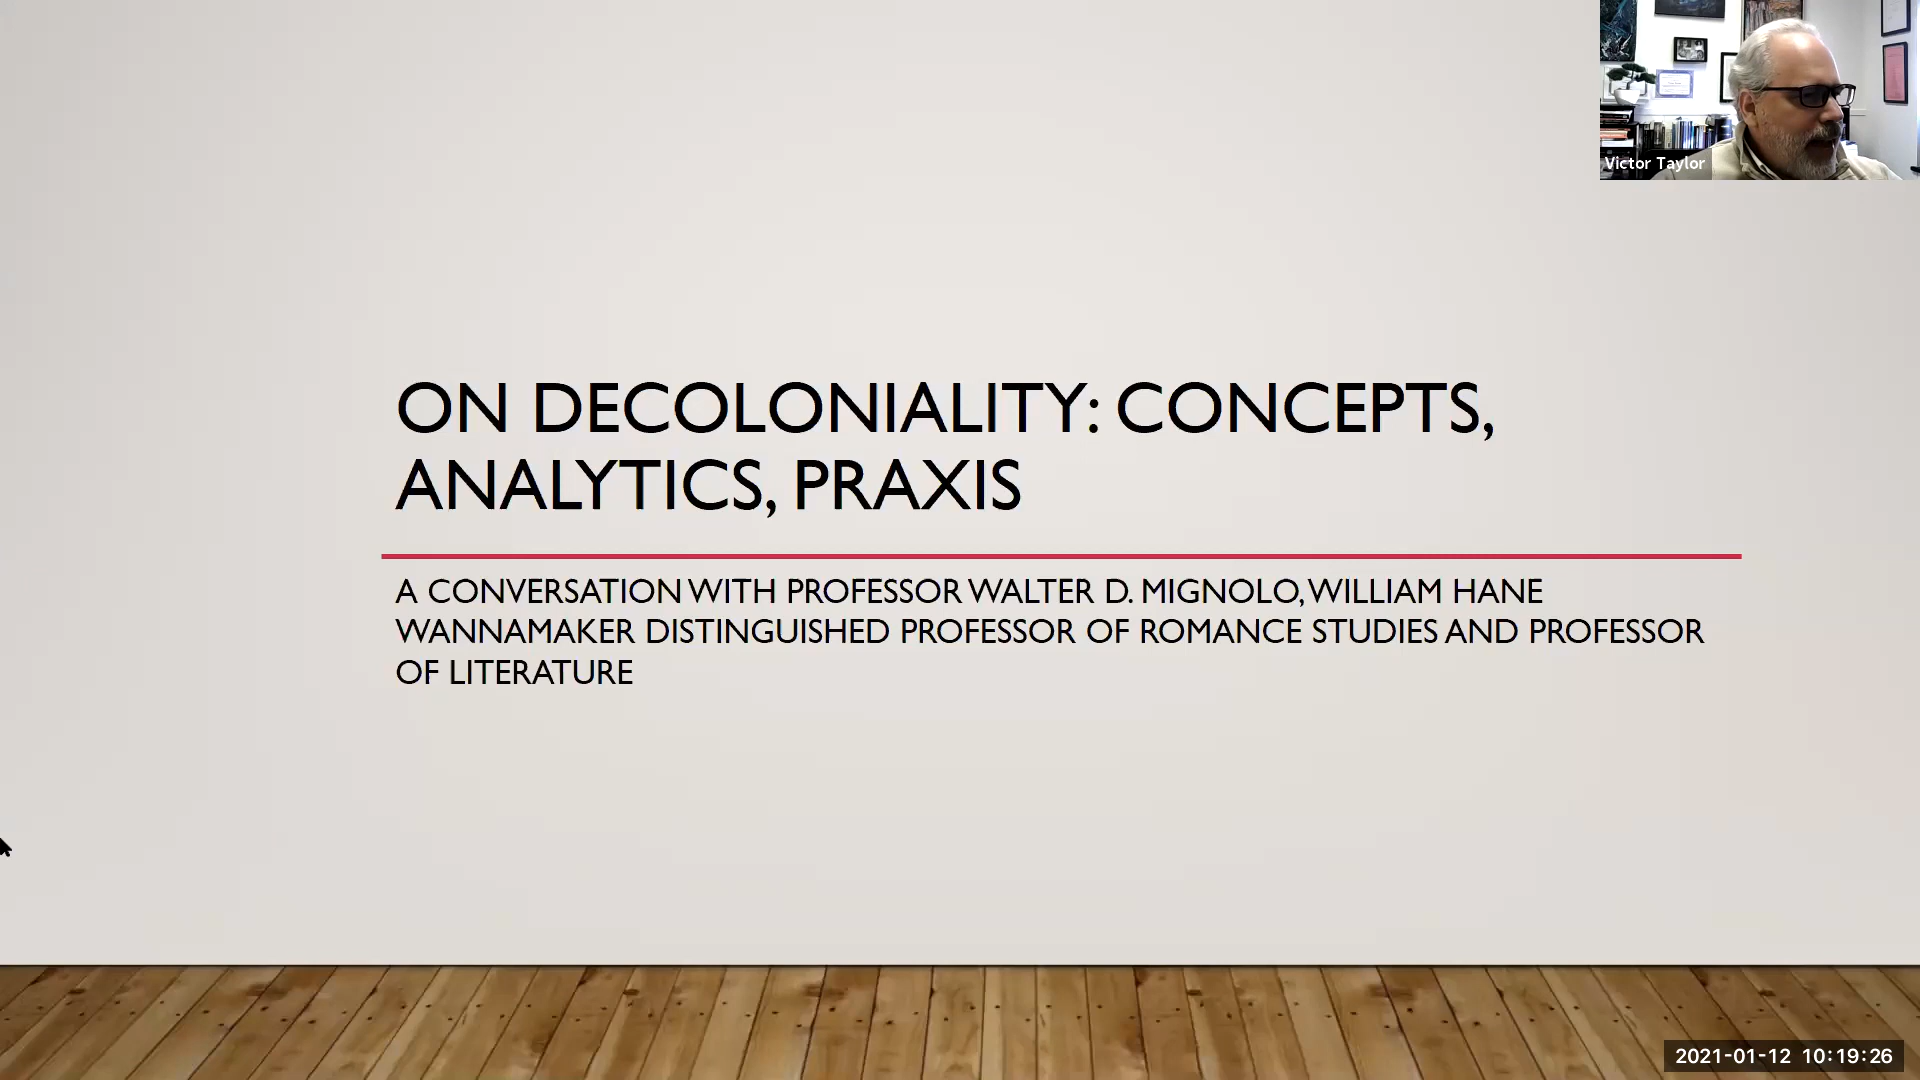 Victor Taylor
ON DECOLONIALITY: CONCEPTS,
ANALYTICS, PRAXIS
A CONVERSATION WITH PROFESSOR WALTER D. MIGNOLO, WILLIAM HANE
WANNAMAKER DISTINGUISHED PROFESSOR OF ROMANCE STUDIES AND PROFESSOR
OF LITERATURE
2021-01-12 10:19:26